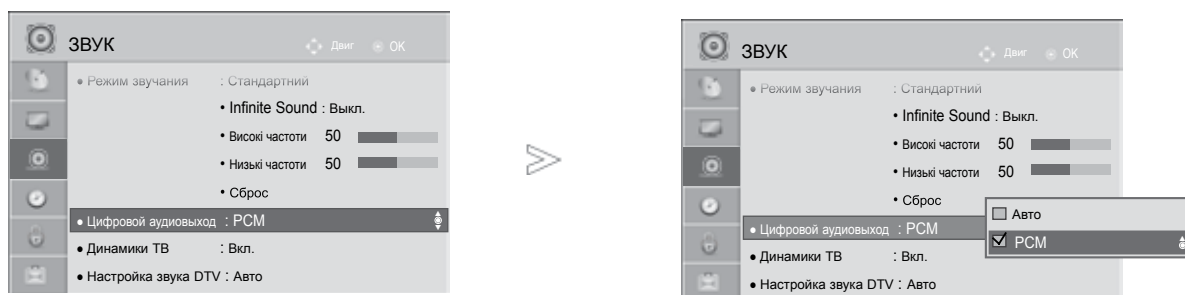 ЗВУК
Двиг ОК
• Режим звучания : Стандартний
• Infinite Sound : Выкл.
• Високі частоти 50
• Низькі частоти 50
• Сброс
• Цифровой аудиовыход : PCM
• Динамики ТВ : Вкл.
• Настройка звука DTV : Авто
ЗВУК
Двиг ОК
• Режим звучания : Стандартний
• Infinite Sound : Выкл.
• Високі частоти 50
• Низькі частоти 50
• Сброс
• Цифровой аудиовыход : PCM
• Динамики ТВ : Вкл.
• Настройка звука DTV : Авто
Авто
PCM